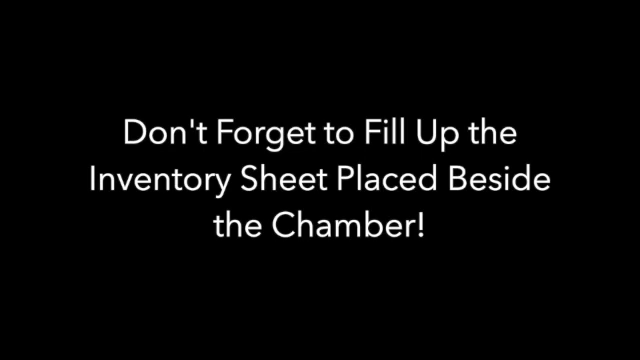 Don't Forget to Fill Up the
Inventory Sheet Placed Beside
the Chamber!